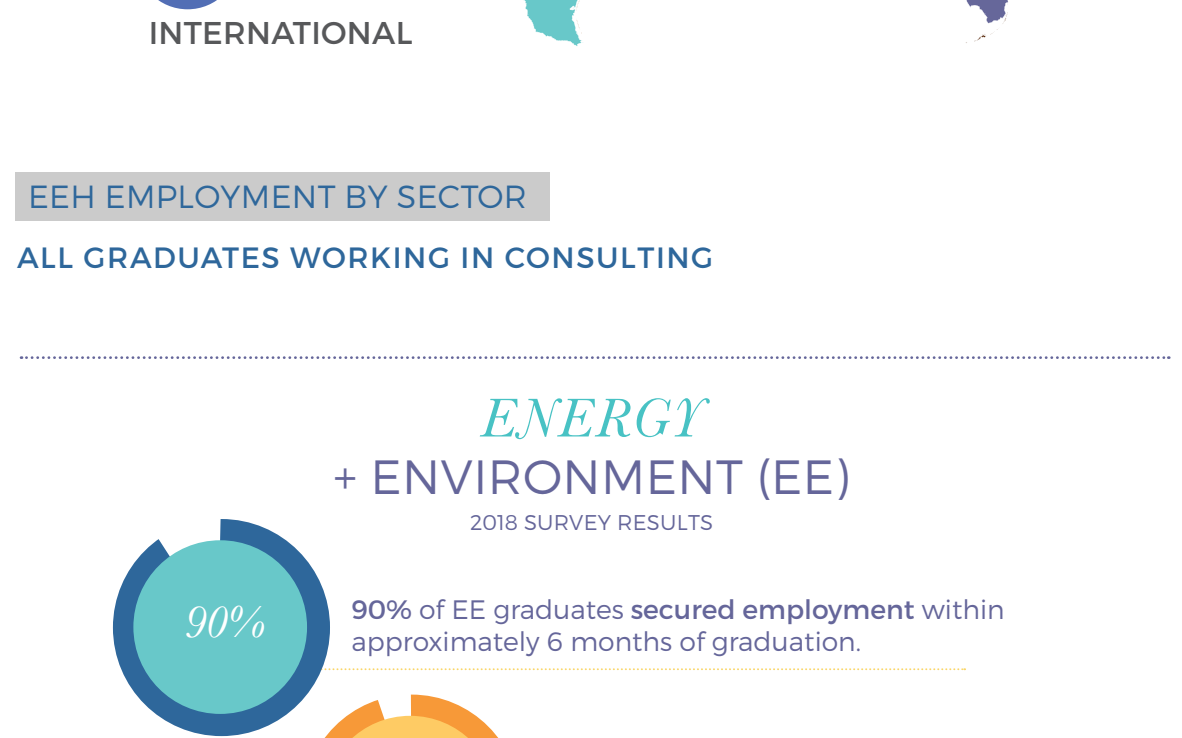 INTERNATIONAL
EEH EMPLOYMENT BY SECTOR
ALL GRADUATES WORKING IN CONSULTING
ENERGY
+ ENVIRONMENT (EE)
2018 SURVEY RESULTS
90%
90% of EE graduates secured employment within
approximately 6 months of graduation.